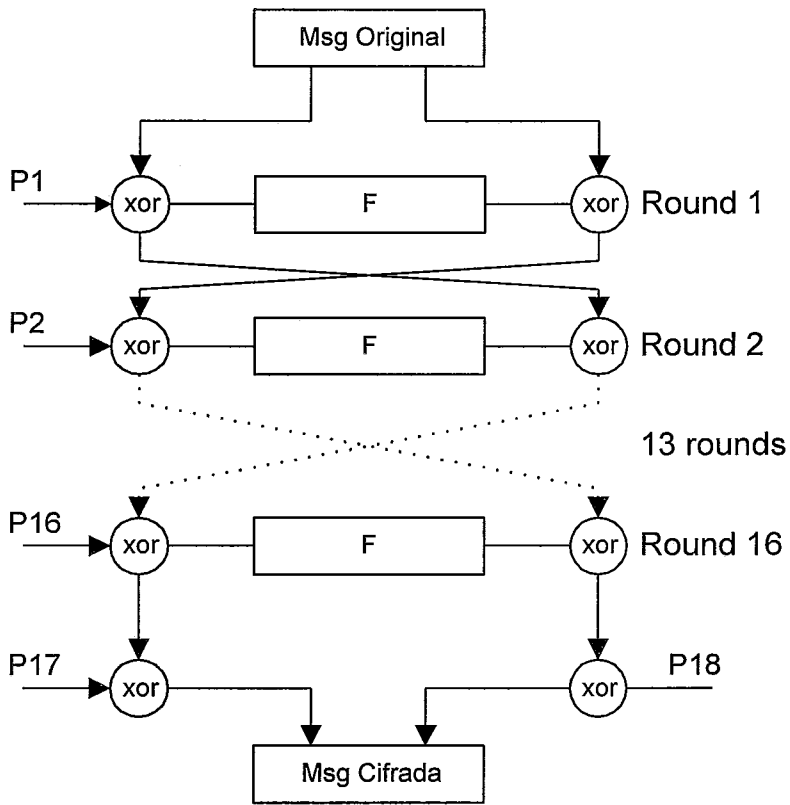 Msg Original
P1
xor
F
xor
Round 1
P2
xor
F
xor
Round 2
13 rounds
P16
xor
F
xor
Round 16
P17
xor
xor
P18
Msg Cifrada